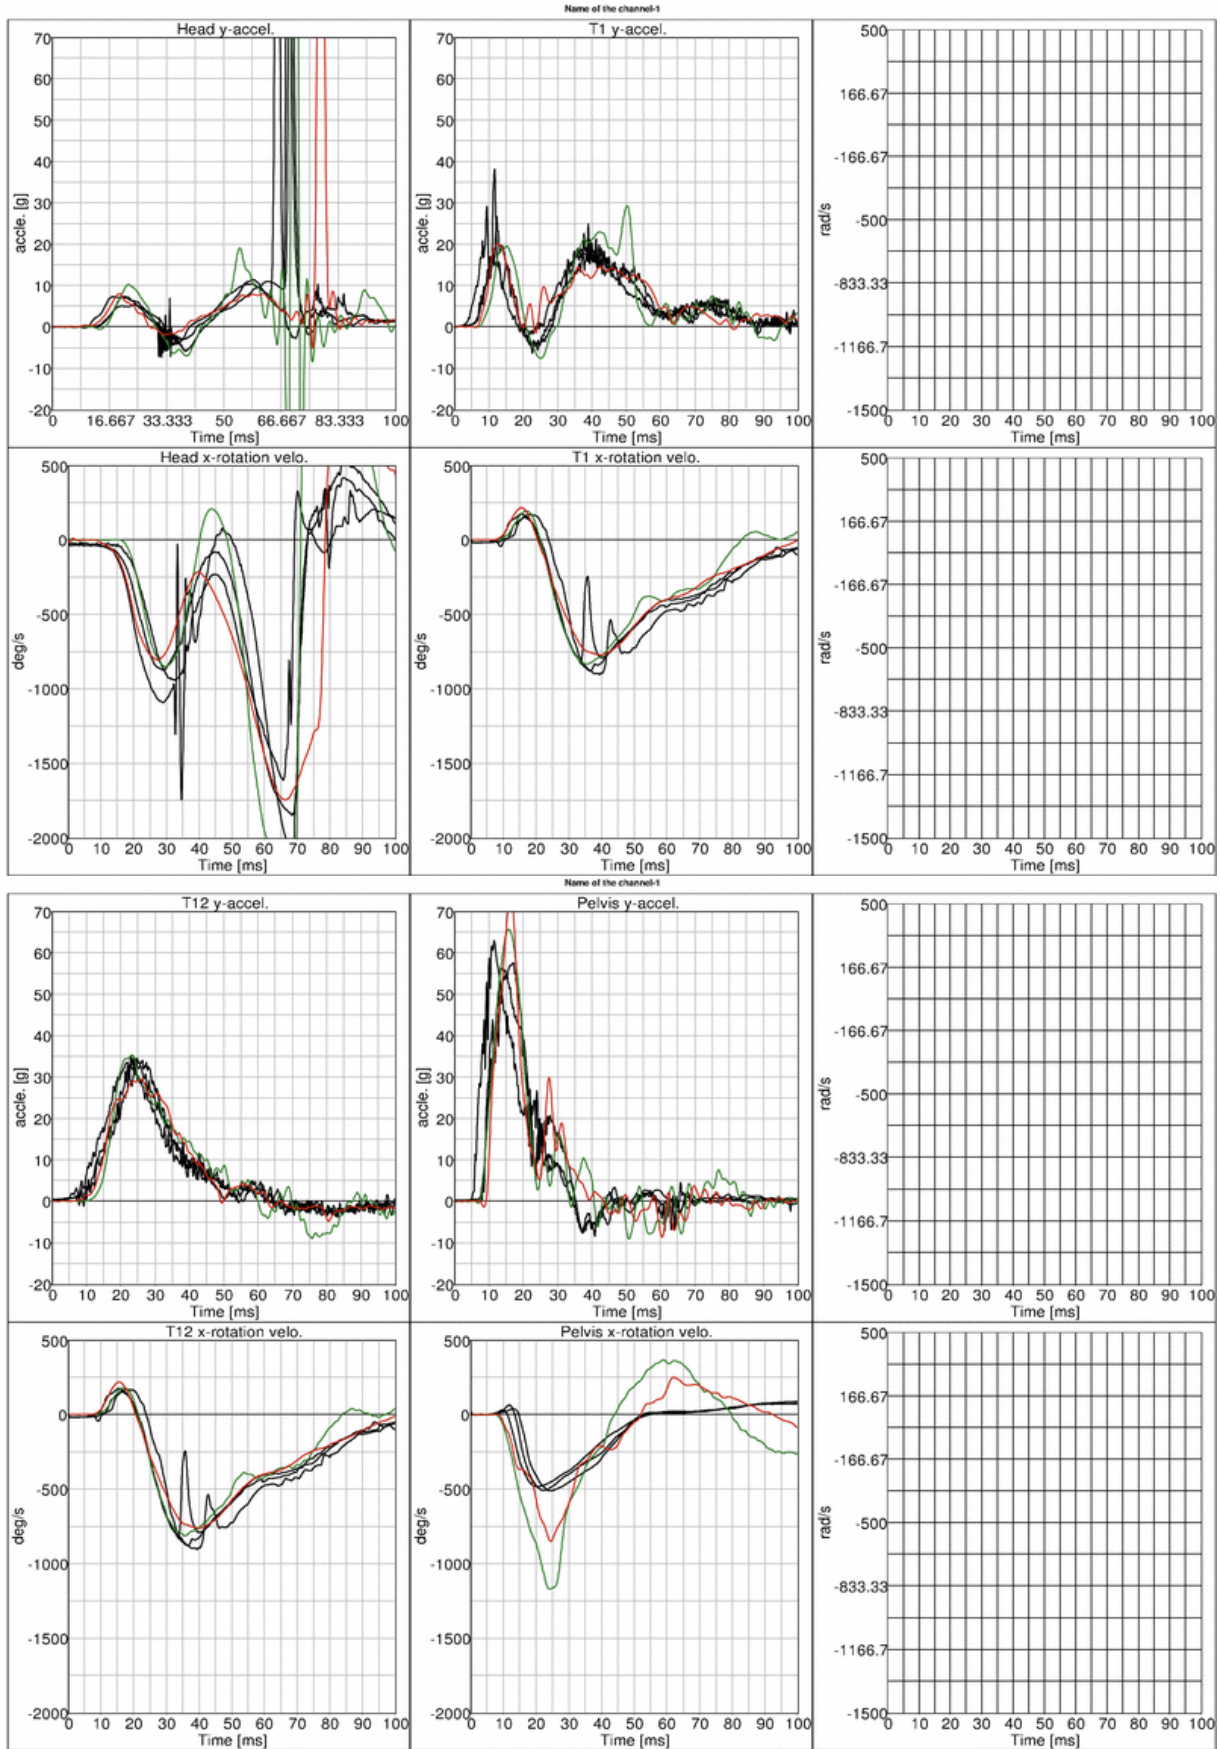 Name of the channel-1
Head y-accel.
70
60
50
40
30
20
10
0
-10
-20
accle. [g]
0 16.667 33.333 50 66.667 83.333 100
Time [ms]
T1 y-accel.
70
60
50
40
30
20
10
0
-10
-20
accle. [g]
0 10 20 30 40 50 60 70 80 90 100
Time [ms]
500
166.67
-166.67
-500
-833.33
-1166.7
-1500
rad/s
0 10 20 30 40 50 60 70 80 90 100
Time [ms]
Head x-rotation velo.
500
0
-500
-1000
-1500
-2000
deg/s
0 10 20 30 40 50 60 70 80 90 100
Time [ms]
T1 x-rotation velo.
500
0
-500
-1000
-1500
-2000
deg/s
0 10 20 30 40 50 60 70 80 90 100
Time [ms]
500
166.67
-166.67
-500
-833.33
-1166.7
-1500
rad/s
0 10 20 30 40 50 60 70 80 90 100
Time [ms]
Name of the channel-1
T12 y-accel.
70
60
50
40
30
20
10
0
-10
-20
accle. [g]
0 10 20 30 40 50 60 70 80 90 100
Time [ms]
Pelvis y-accel.
70
60
50
40
30
20
10
0
-10
-20
accle. [g]
0 10 20 30 40 50 60 70 80 90 100
Time [ms]
500
166.67
-166.67
-500
-833.33
-1166.7
-1500
rad/s
0 10 20 30 40 50 60 70 80 90 100
Time [ms]
T12 x-rotation velo.
500
0
-500
-1000
-1500
-2000
deg/s
0 10 20 30 40 50 60 70 80 90 100
Time [ms]
Pelvis x-rotation velo.
500
0
-500
-1000
-1500
-2000
deg/s
0 10 20 30 40 50 60 70 80 90 100
Time [ms]
500
166.67
-166.67
-500
-833.33
-1166.7
-1500
rad/s
0 10 20 30 40 50 60 70 80 90 100
Time [ms]